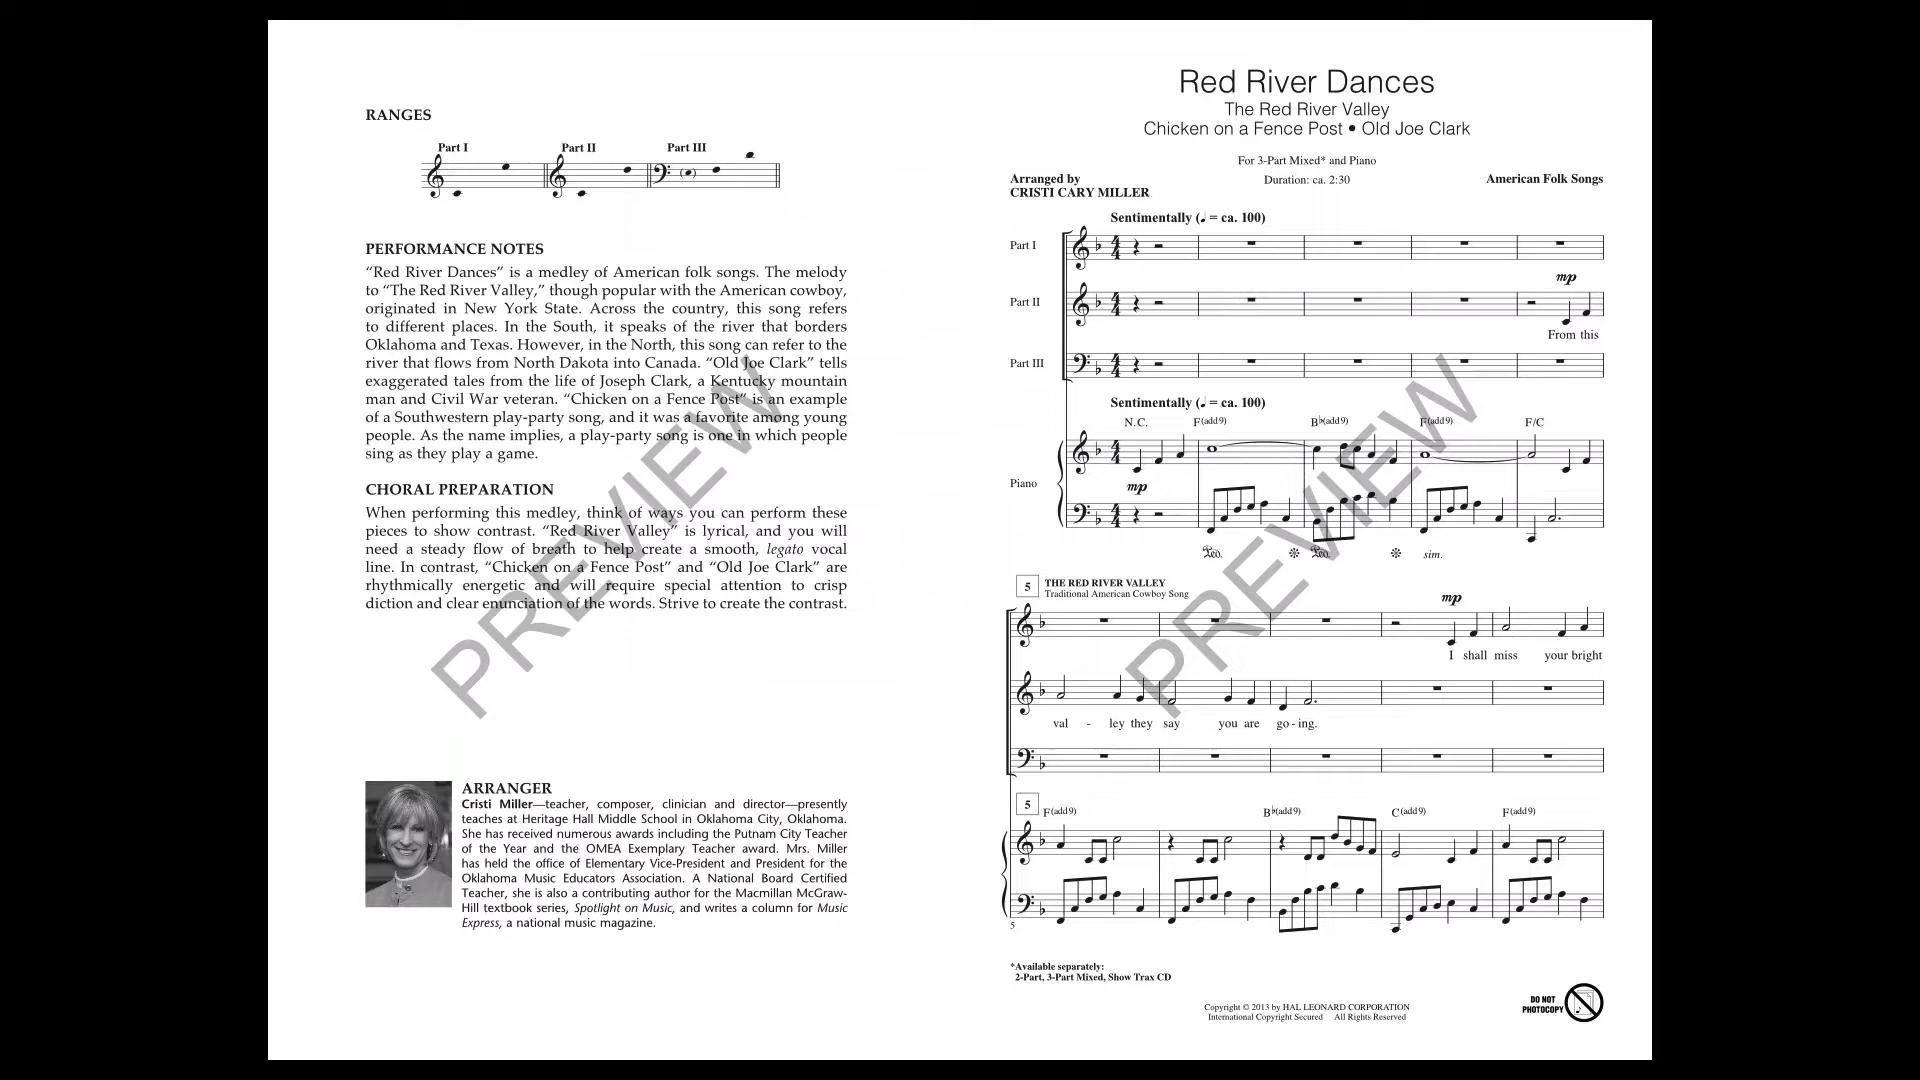 RANGES
Part I Part II Part III
PERFORMANCE NOTES
“Red River Dances” is a medley of American folk songs. The melody
to “The Red River Valley,” though popular with the American cowboy,
originated in New York State. Across the country, this song refers
to different places. In the South, it speaks of the river that borders
Oklahoma and Texas. However, in the North, this song can refer to the
river that flows from North Dakota into Canada. “Old Joe Clark” tells
exaggerated tales from the life of Joseph Clark, a Kentucky mountain
man and Civil War veteran. “Chicken on a Fence Post” is an example
of a Southwestern play-party song, and it was a favorite among young
people. As the name implies, a play-party song is one in which people
sing as they play a game.
CHORAL PREPARATION
When performing this medley, think of ways you can perform these
pieces to show contrast. “Red River Valley” is lyrical, and you will
need a steady flow of breath to help create a smooth, legato vocal
line. In contrast, “Chicken on a Fence Post” and “Old Joe Clark” are
rhythmically energetic and will require special attention to crisp
diction and clear enunciation of the words. Strive to create the contrast.
PREVIEW
ARRANGER
Cristi Miller—teacher, composer, clinician and director—presently
teaches at Heritage Hall Middle School in Oklahoma City, Oklahoma.
She has received numerous awards including the Putnam City Teacher
of the Year and the OMEA Exemplary Teacher award. Mrs. Miller
has held the office of Elementary Vice-President and President for the
Oklahoma Music Educators Association. A National Board Certified
Teacher, she is also a contributing author for the Macmillan McGraw-
Hill textbook series, Spotlight on Music, and writes a column for Music
Express, a national music magazine.
Red River Dances
The Red River Valley
Chicken on a Fence Post • Old Joe Clark
For 3-Part Mixed* and Piano
Arranged by
CRISTI CARY MILLER
Duration: ca. 2:30
American Folk Songs
Sentimentally (♩ = ca. 100)
Part I
mp
Part II
From this
Part III
Sentimentally (♩ = ca. 100)
N.C. F(add9) B♭(add9) F(add9) F/C
Piano
mp
Ped. * Ped. * sim.
5 THE RED RIVER VALLEY
Traditional American Cowboy Song
mp
I shall miss your bright
val - ley they say you are go - ing.
5 F(add9) B♭(add9) C(add9) F(add9)
5
PREVIEW
*Available separately:
2-Part, 3-Part Mixed, Show Trax CD
Copyright © 2013 by HAL LEONARD CORPORATION
International Copyright Secured All Rights Reserved
DO NOT
PHOTOCOPY